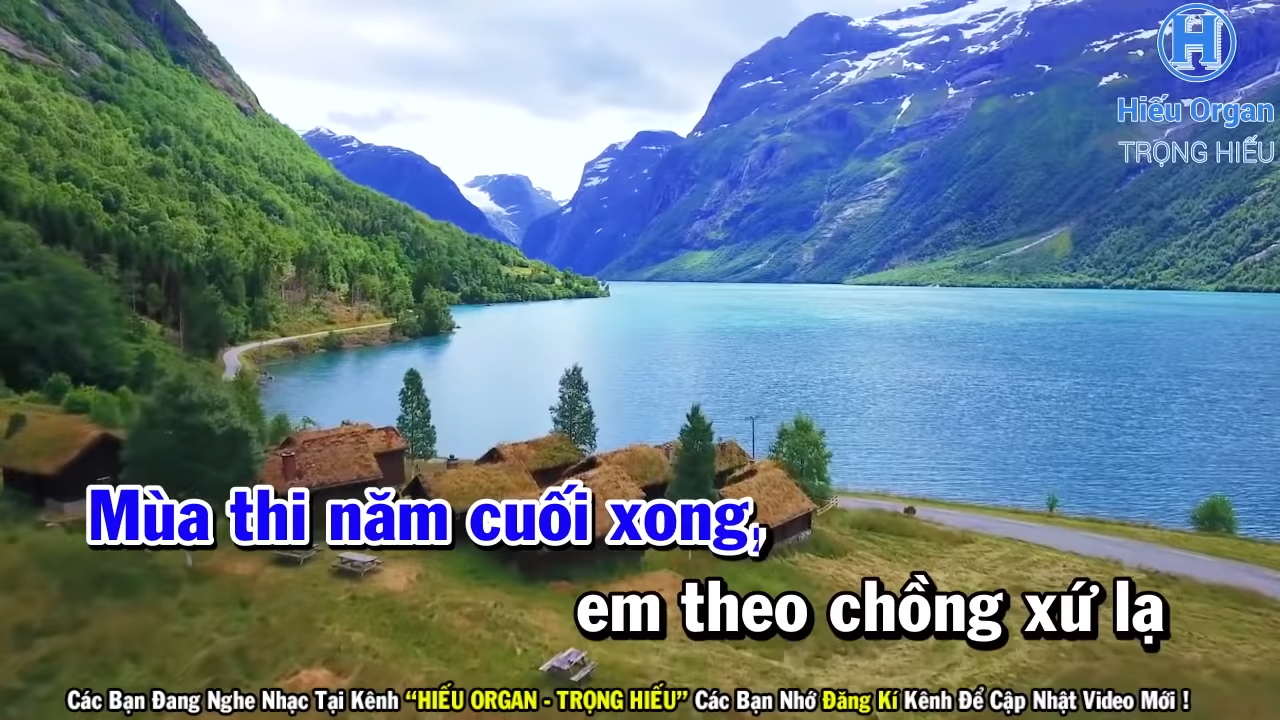 H
Hiếu Organ
TRỌNG HIẾU
Mùa thi năm cuối xong,
em theo chồng xứ lạ
Các Bạn Đang Nghe Nhạc Tại Kênh “HIẾU ORGAN - TRỌNG HIẾU” Các Bạn Nhớ Đăng Kí Kênh Để Cập Nhật Video Mới !